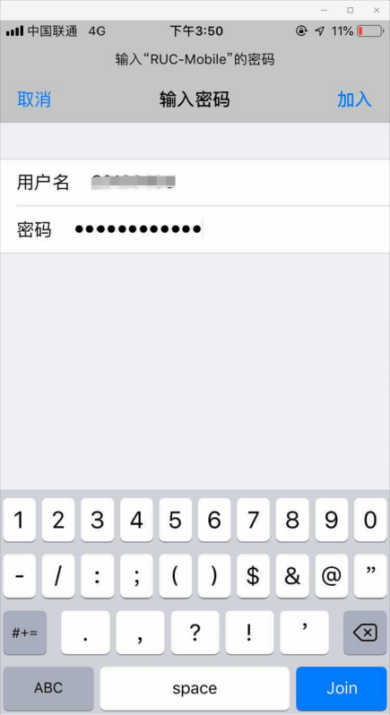 中国联通 4G 下午3:50 11%
输入“RUC-Mobile”的密码
取消 输入密码 加入
用户名
密码 ●●●●●●●●●●●●
1 2 3 4 5 6 7 8 9 0
- / : ; ( ) $ & @ ”
#+= . , ? ! ’
ABC space Join